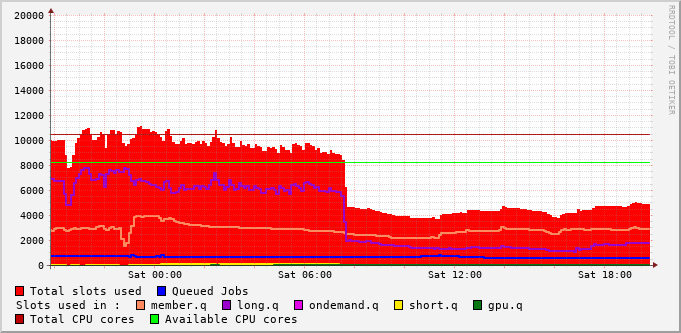 20000
18000
16000
14000
12000
10000
8000
6000
4000
2000
0
Sat 00:00 Sat 06:00 Sat 12:00 Sat 18:00
Total slots used Queued Jobs
Slots used in : member.q long.q ondemand.q short.q gpu.q
Total CPU cores Available CPU cores
RRDTOOL / TOBI OETIKER